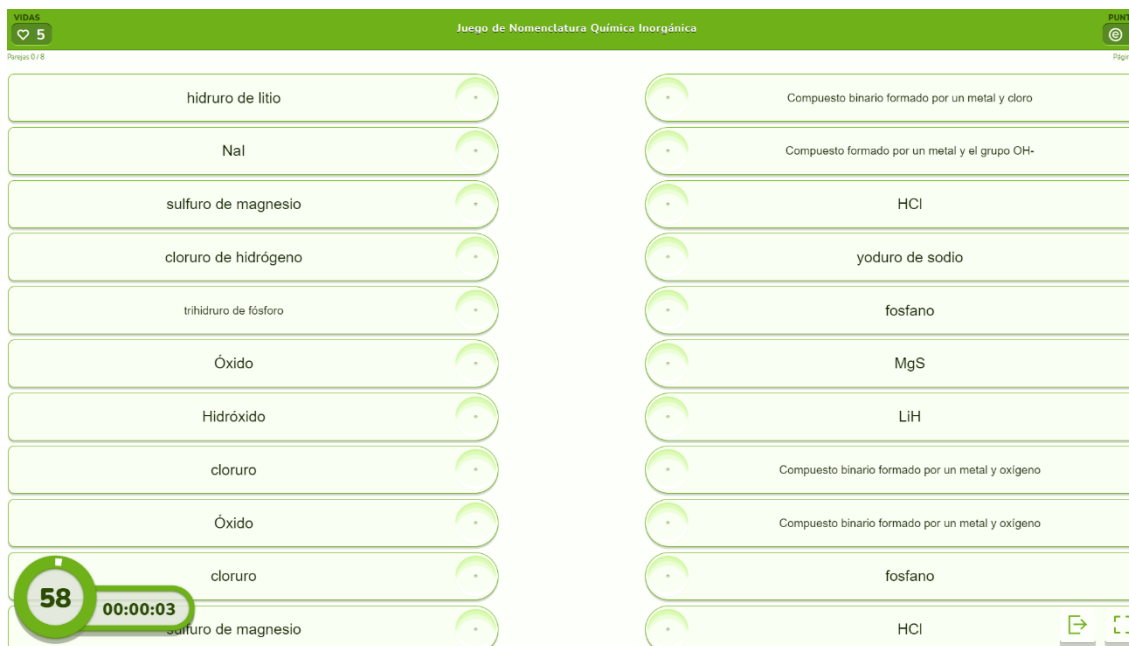 VIDAS
5
Juego de Nomenclatura Química Inorgánica
Parejas 0 / 8
hidruro de litio
Compuesto binario formado por un metal y cloro
NaI
Compuesto formado por un metal y el grupo OH-
sulfuro de magnesio
HCl
cloruro de hidrógeno
yoduro de sodio
trihidruro de fósforo
fosfano
Óxido
MgS
Hidróxido
LiH
cloruro
Compuesto binario formado por un metal y oxígeno
Óxido
Compuesto binario formado por un metal y oxígeno
cloruro
fosfano
58
00:00:03
sulfuro de magnesio
HCl